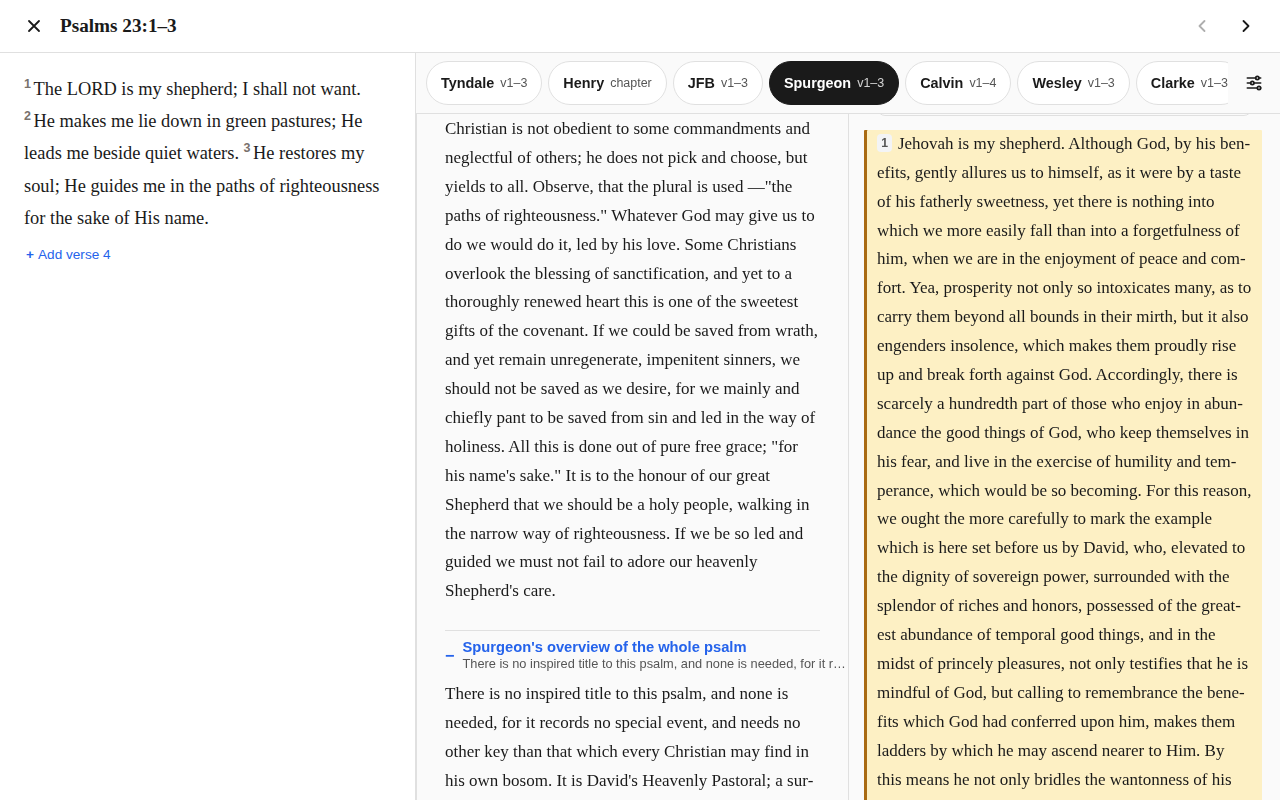 Psalms 23:1–3
1 The LORD is my shepherd; I shall not want.
2 He makes me lie down in green pastures; He
leads me beside quiet waters. 3 He restores my
soul; He guides me in the paths of righteousness
for the sake of His name.
+ Add verse 4
Tyndale v1–3
Henry chapter
JFB v1–3
Spurgeon v1–3
Calvin v1–4
Wesley v1–3
Clarke v1–3
Christian is not obedient to some commandments and
neglectful of others; he does not pick and choose, but
yields to all. Observe, that the plural is used —"the
paths of righteousness." Whatever God may give us to
do we would do it, led by his love. Some Christians
overlook the blessing of sanctification, and yet to a
thoroughly renewed heart this is one of the sweetest
gifts of the covenant. If we could be saved from wrath,
and yet remain unregenerate, impenitent sinners, we
should not be saved as we desire, for we mainly and
chiefly pant to be saved from sin and led in the way of
holiness. All this is done out of pure free grace; "for
his name's sake." It is to the honour of our great
Shepherd that we should be a holy people, walking in
the narrow way of righteousness. If we be so led and
guided we must not fail to adore our heavenly
Shepherd's care.
– Spurgeon's overview of the whole psalm
There is no inspired title to this psalm, and none is needed, for it r…
There is no inspired title to this psalm, and none is
needed, for it records no special event, and needs no
other key than that which every Christian may find in
his own bosom. It is David's Heavenly Pastoral; a sur-
1 Jehovah is my shepherd. Although God, by his ben-
efits, gently allures us to himself, as it were by a taste
of his fatherly sweetness, yet there is nothing into
which we more easily fall than into a forgetfulness of
him, when we are in the enjoyment of peace and com-
fort. Yea, prosperity not only so intoxicates many, as to
carry them beyond all bounds in their mirth, but it also
engenders insolence, which makes them proudly rise
up and break forth against God. Accordingly, there is
scarcely a hundredth part of those who enjoy in abun-
dance the good things of God, who keep themselves in
his fear, and live in the exercise of humility and tem-
perance, which would be so becoming. For this reason,
we ought the more carefully to mark the example
which is here set before us by David, who, elevated to
the dignity of sovereign power, surrounded with the
splendor of riches and honors, possessed of the great-
est abundance of temporal good things, and in the
midst of princely pleasures, not only testifies that he is
mindful of God, but calling to remembrance the bene-
fits which God had conferred upon him, makes them
ladders by which he may ascend nearer to Him. By
this means he not only bridles the wantonness of his